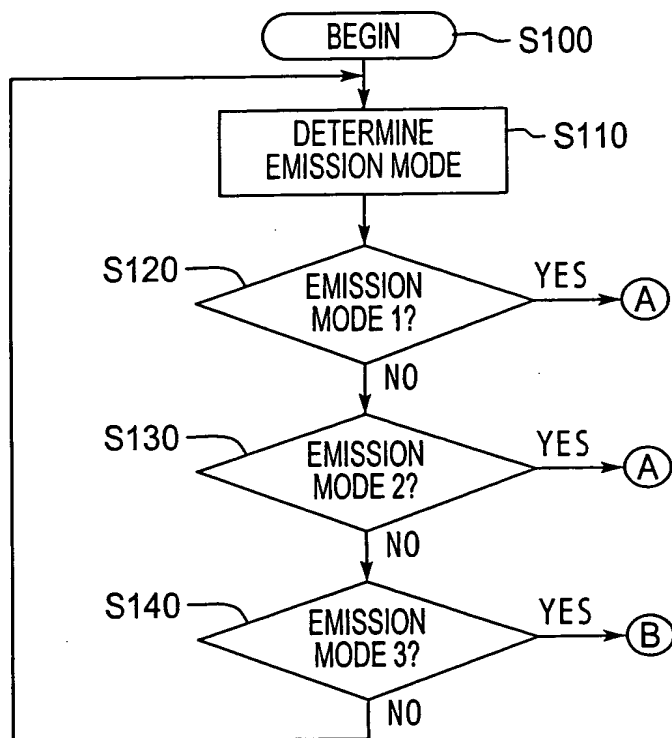 BEGIN
S100
DETERMINE
EMISSION MODE
S110
S120
EMISSION
MODE 1?
YES
A
NO
S130
EMISSION
MODE 2?
YES
A
NO
S140
EMISSION
MODE 3?
YES
B
NO